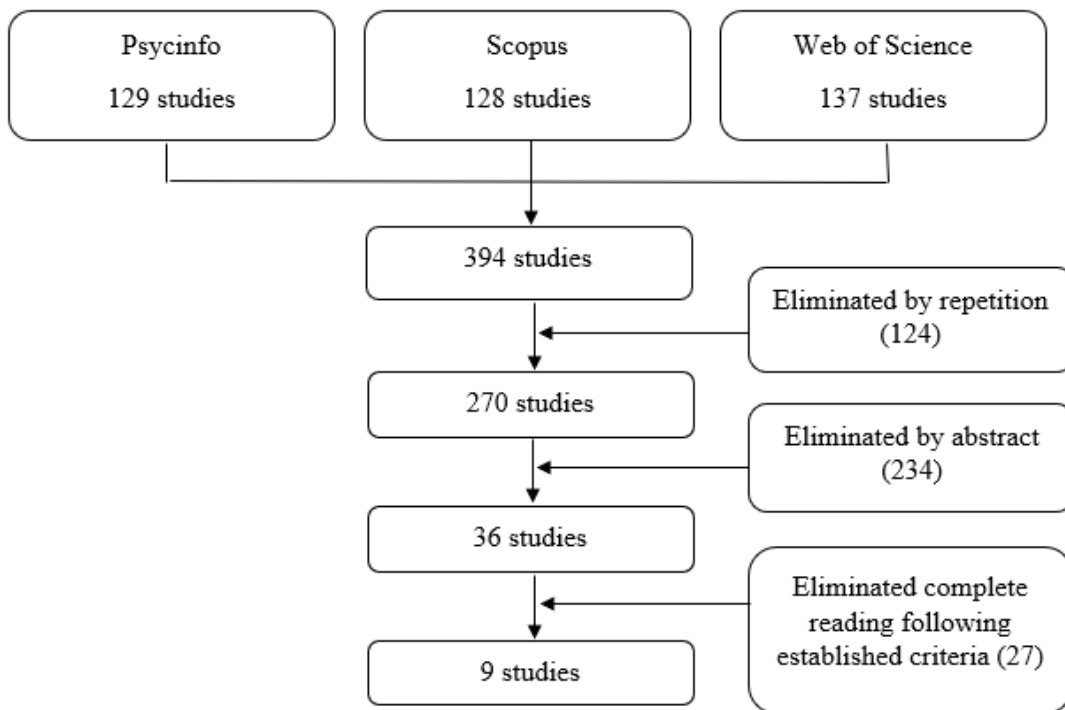 Psycinfo
129 studies
Scopus
128 studies
Web of Science
137 studies
394 studies
Eliminated by repetition
(124)
270 studies
Eliminated by abstract
(234)
36 studies
Eliminated complete
reading following
established criteria (27)
9 studies